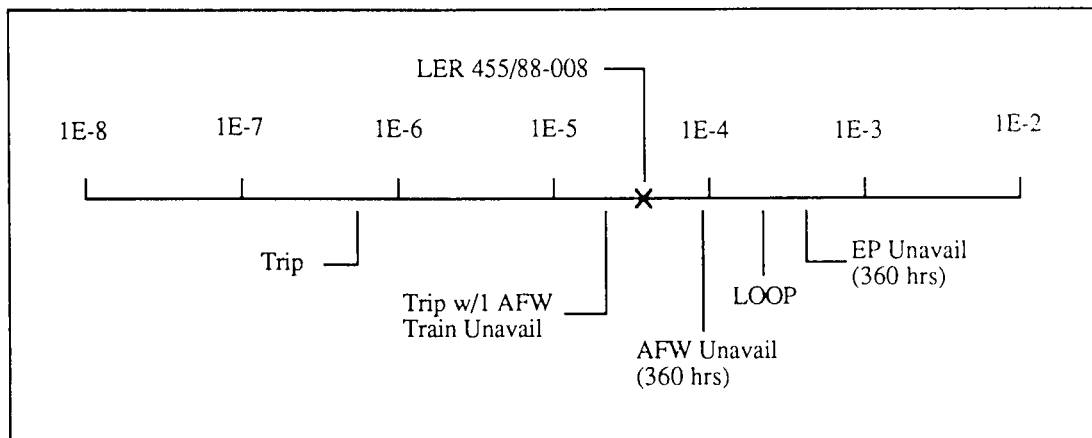 LER 455/88-008
1E-8 1E-7 1E-6 1E-5 1E-4 1E-3 1E-2
Trip
Trip w/1 AFW
Train Unavail
AFW Unavail
(360 hrs)
LOOP
EP Unavail
(360 hrs)